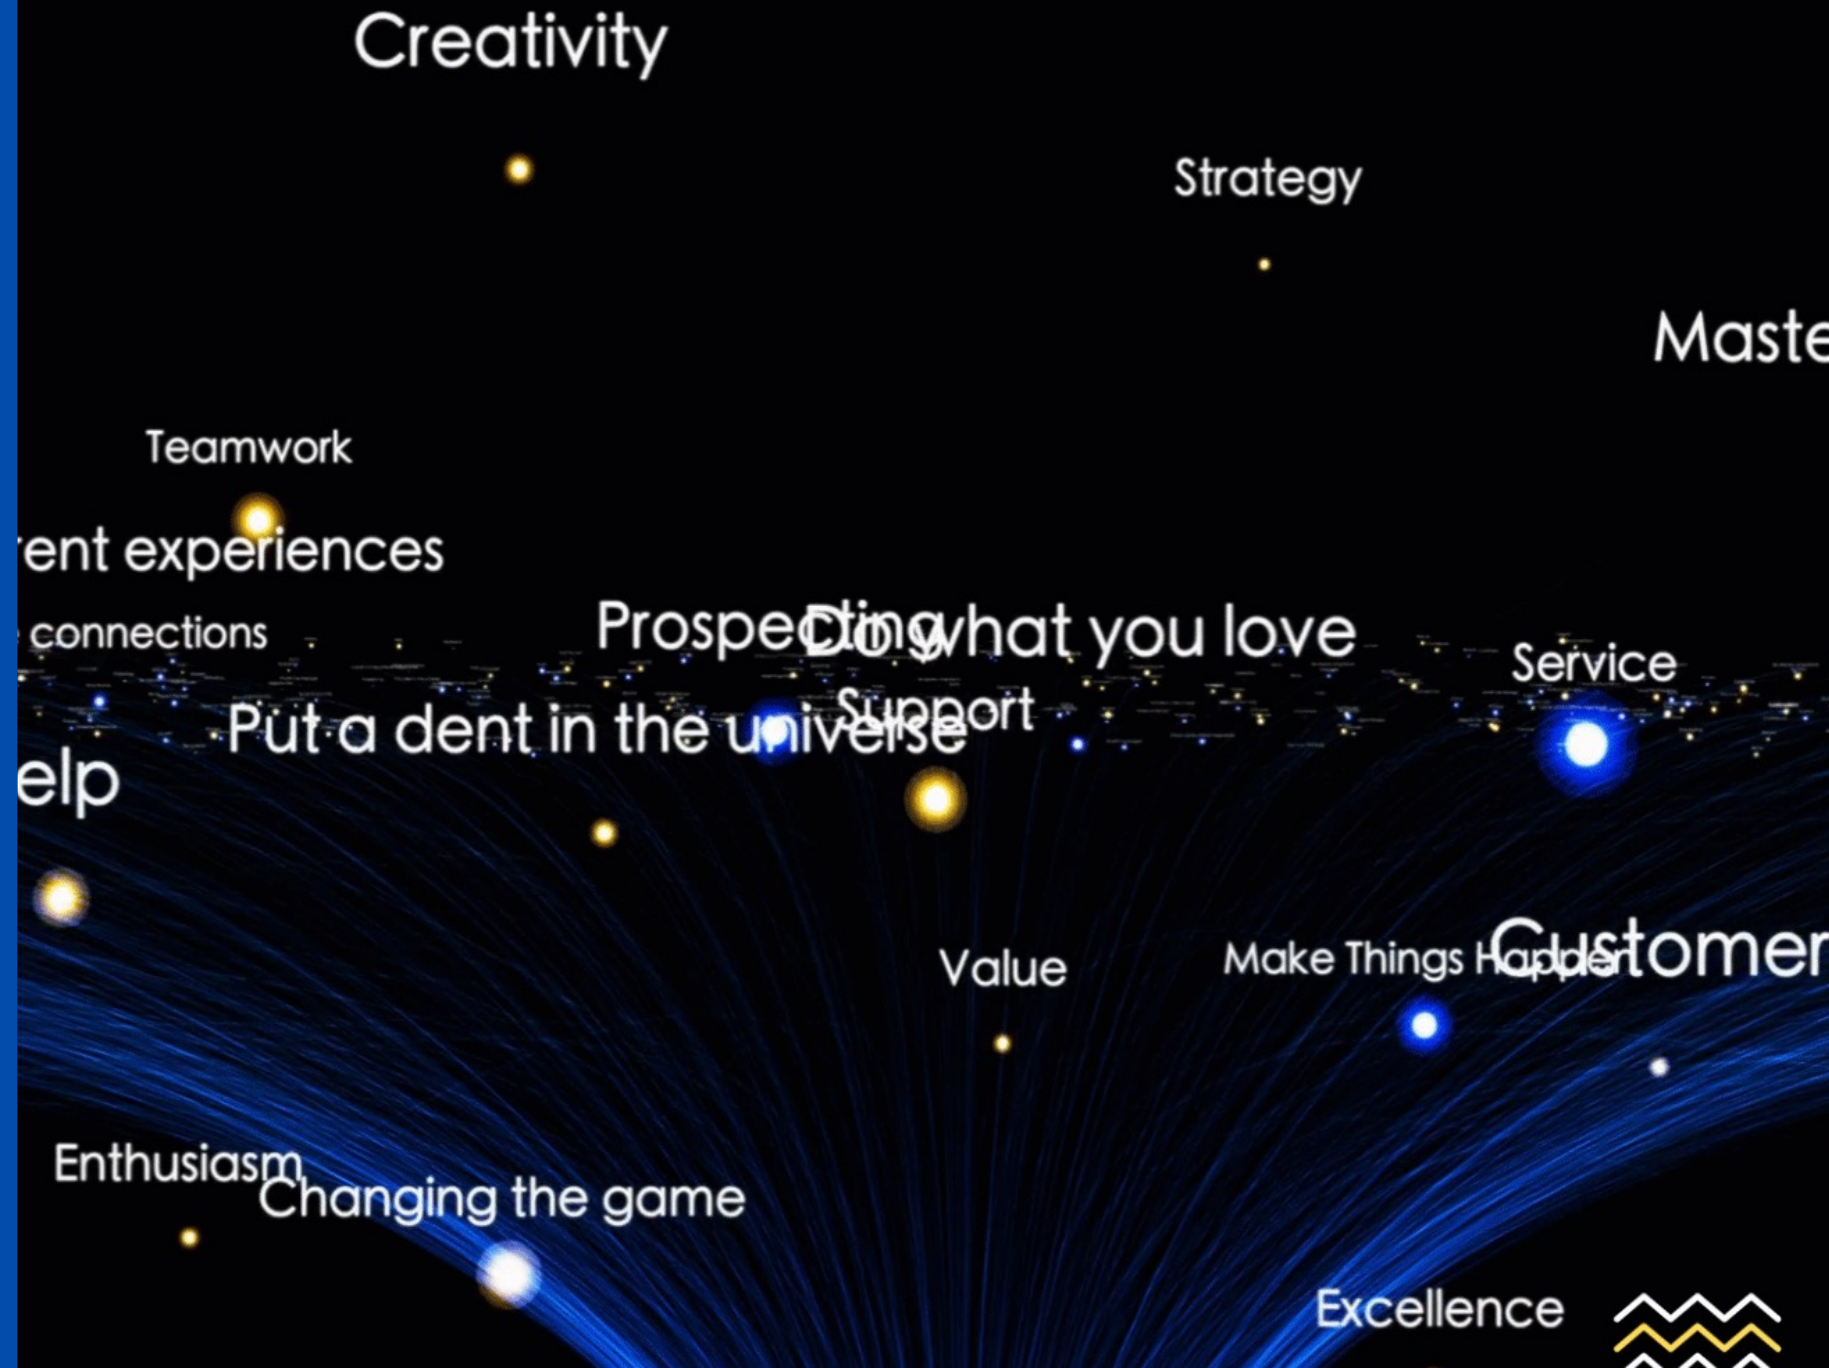 Creativity
Strategy
Maste
Teamwork
rent experiences
connections
Prospecting
Do what you love
Service
Support
Put a dent in the universe
elp
Value
Make Things Happen
Customer
Enthusiasm
Changing the game
Excellence